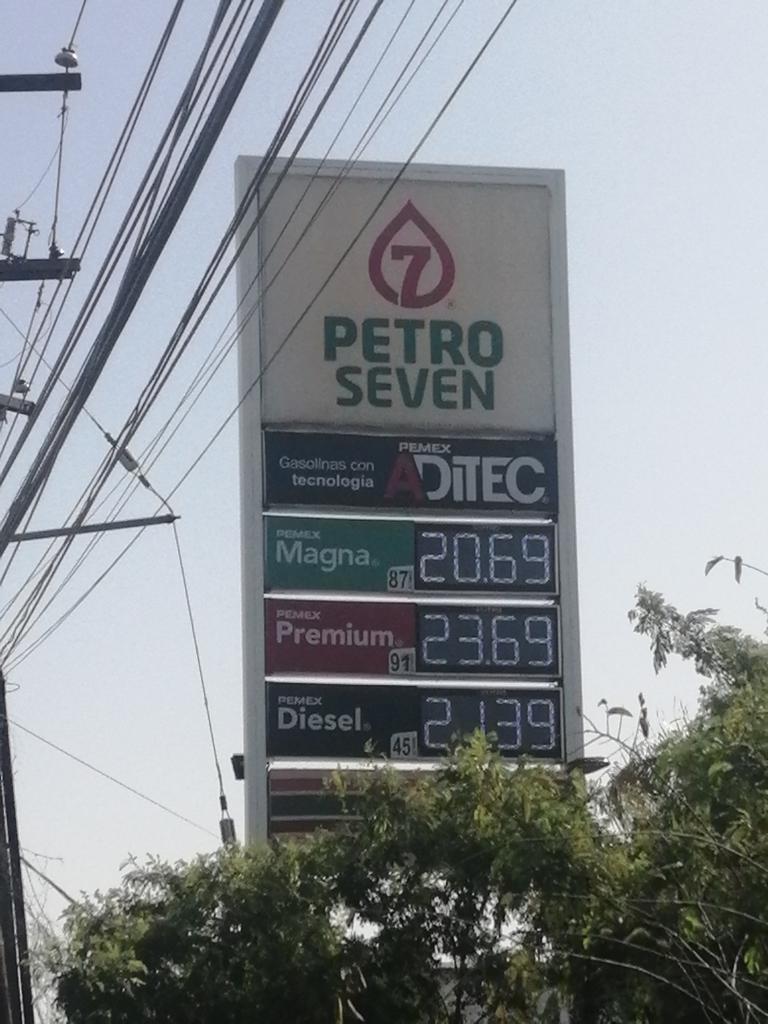 7
PETRO
SEVEN
Gasolinas con
tecnología
PEMEX
ADiTEC
PEMEX
Magna
87
20.69
PEMEX
Premium
91
23.69
PEMEX
Diesel
45
21.39